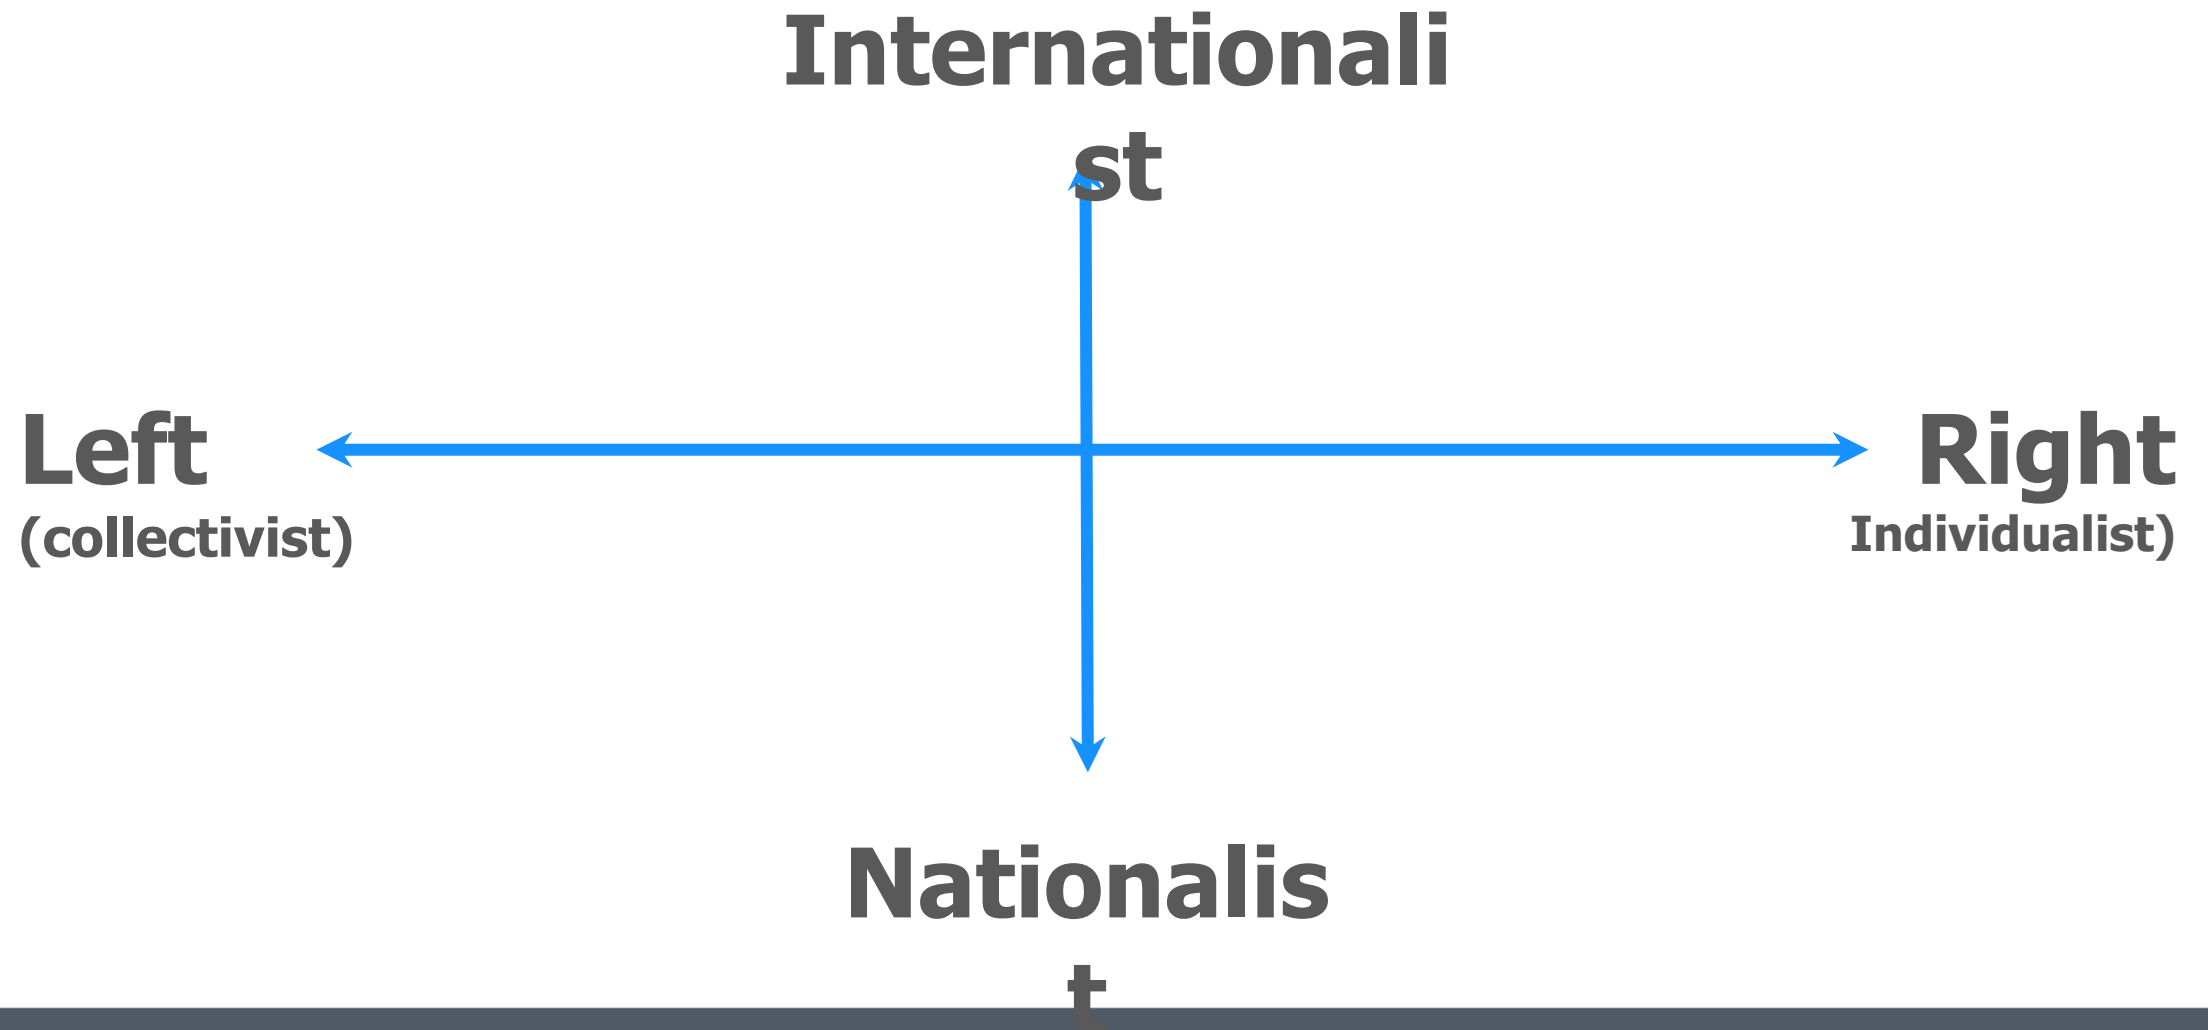 Internationali
st
Left
(collectivist)
Right
Individualist)
Nationalis
t